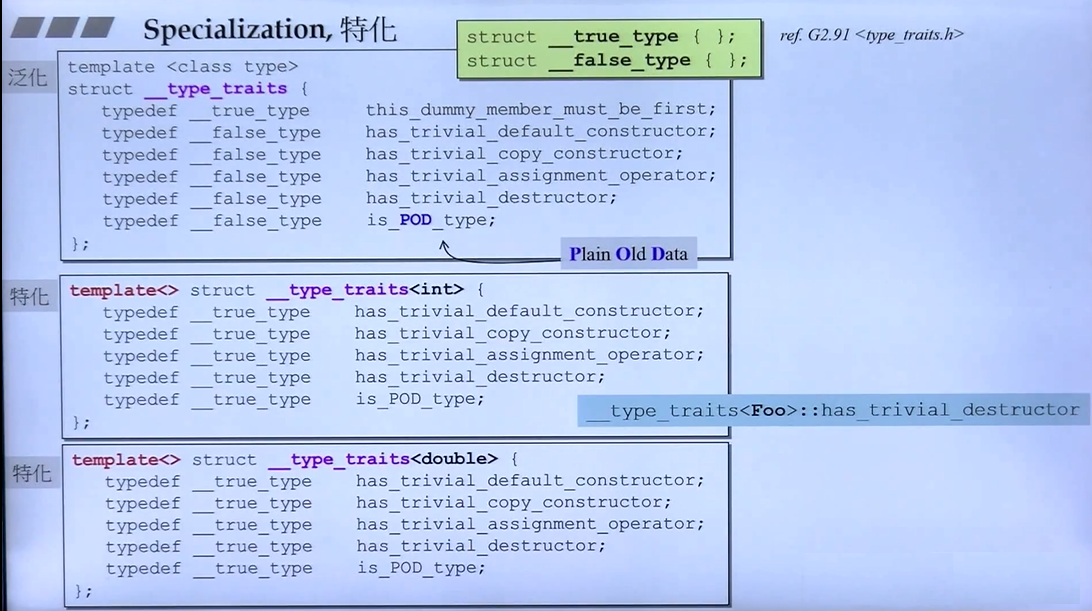 Specialization, 特化
struct __true_type { };
struct __false_type { };
ref. G2.91 <type_traits.h>
泛化
template <class type>
struct __type_traits {
typedef __true_type this_dummy_member_must_be_first;
typedef __false_type has_trivial_default_constructor;
typedef __false_type has_trivial_copy_constructor;
typedef __false_type has_trivial_assignment_operator;
typedef __false_type has_trivial_destructor;
typedef __false_type is_POD_type;
};
Plain Old Data
特化
template<> struct __type_traits<int> {
typedef __true_type has_trivial_default_constructor;
typedef __true_type has_trivial_copy_constructor;
typedef __true_type has_trivial_assignment_operator;
typedef __true_type has_trivial_destructor;
typedef __true_type is_POD_type;
};
__type_traits<Foo>::has_trivial_destructor
特化
template<> struct __type_traits<double> {
typedef __true_type has_trivial_default_constructor;
typedef __true_type has_trivial_copy_constructor;
typedef __true_type has_trivial_assignment_operator;
typedef __true_type has_trivial_destructor;
typedef __true_type is_POD_type;
};